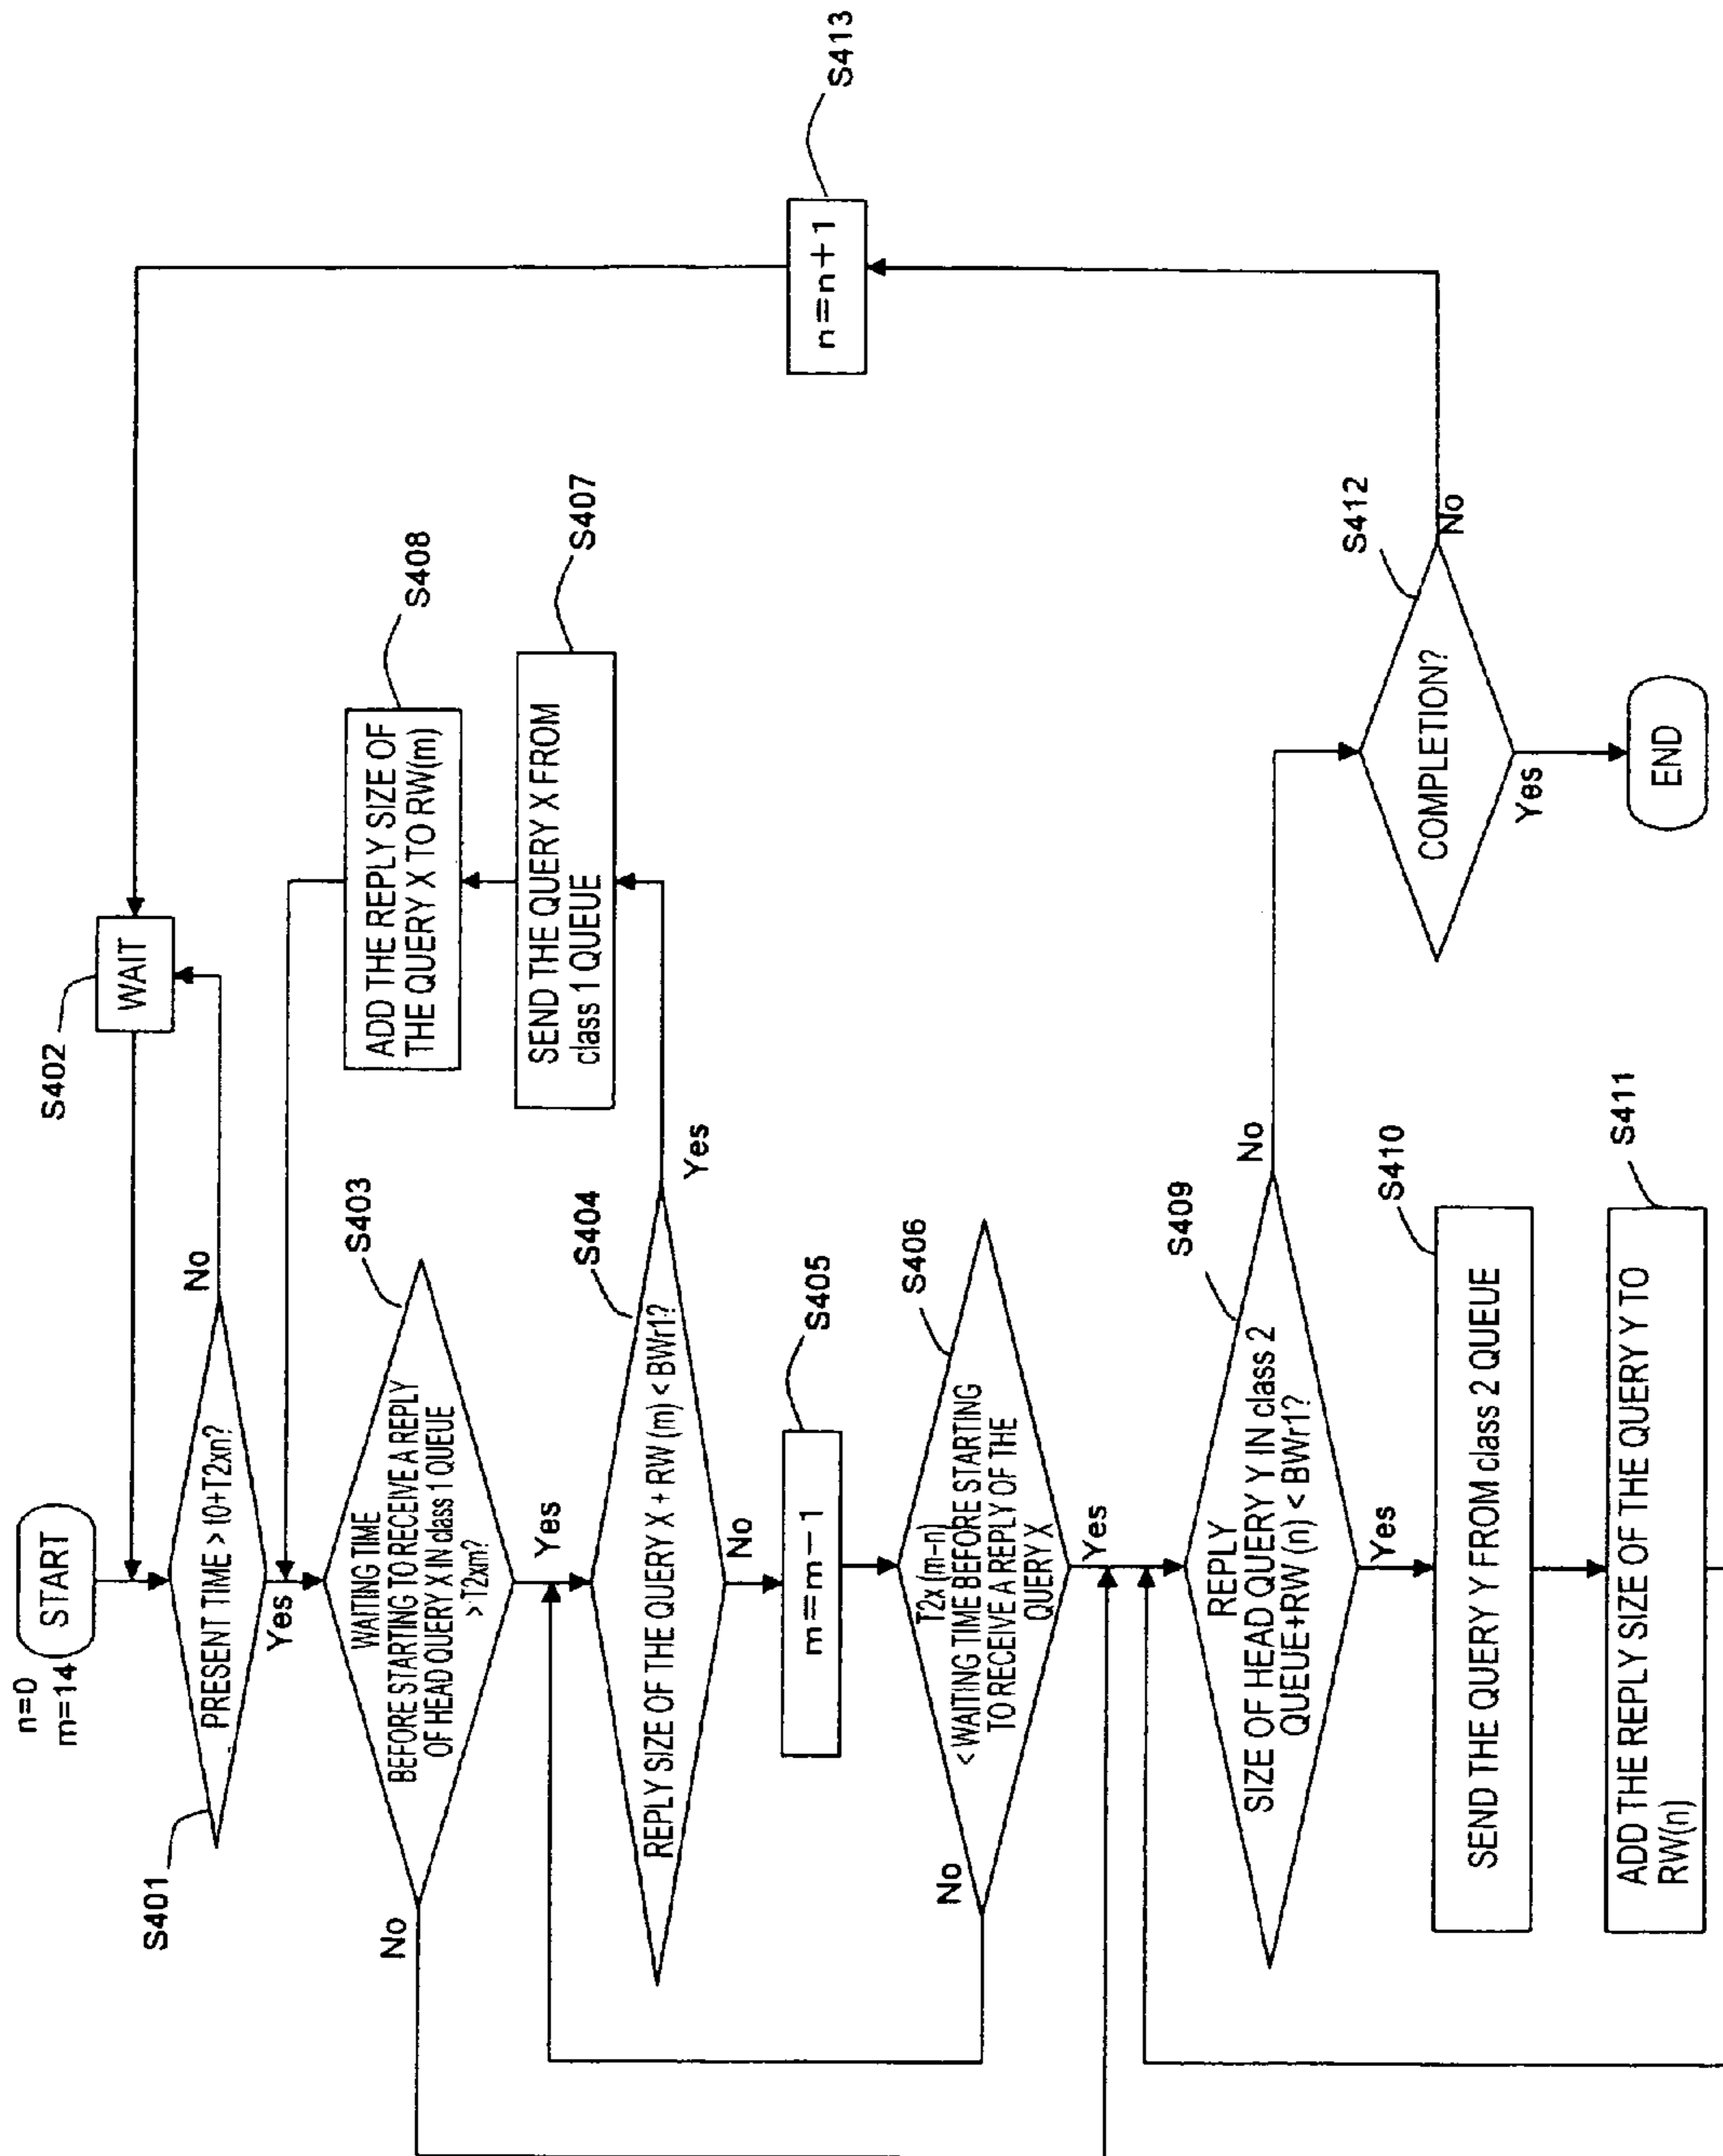 n=0
m=14
START
S401
PRESENT TIME > t0+T2xn?
No
Yes
S402
WAIT
S403
WAITING TIME
BEFORE STARTING TO RECEIVE A REPLY
OF HEAD QUERY X IN class 1 QUEUE
> T2xm?
No
Yes
S404
REPLY SIZE OF THE QUERY X + RW (m) < BWr1?
Yes
No
S405
m=m-1
S406
T2x (m-n)
< WAITING TIME BEFORE STARTING
TO RECEIVE A REPLY OF THE
QUERY X
No
Yes
S407
SEND THE QUERY X FROM
class 1 QUEUE
S408
ADD THE REPLY SIZE OF
THE QUERY X TO RW(m)
S409
REPLY
SIZE OF HEAD QUERY Y IN class 2
QUEUE+RW (n) < BWr1?
No
Yes
S410
SEND THE QUERY Y FROM class 2 QUEUE
S411
ADD THE REPLY SIZE OF THE QUERY Y TO
RW(n)
S412
COMPLETION?
No
Yes
END
S413
n=n+1